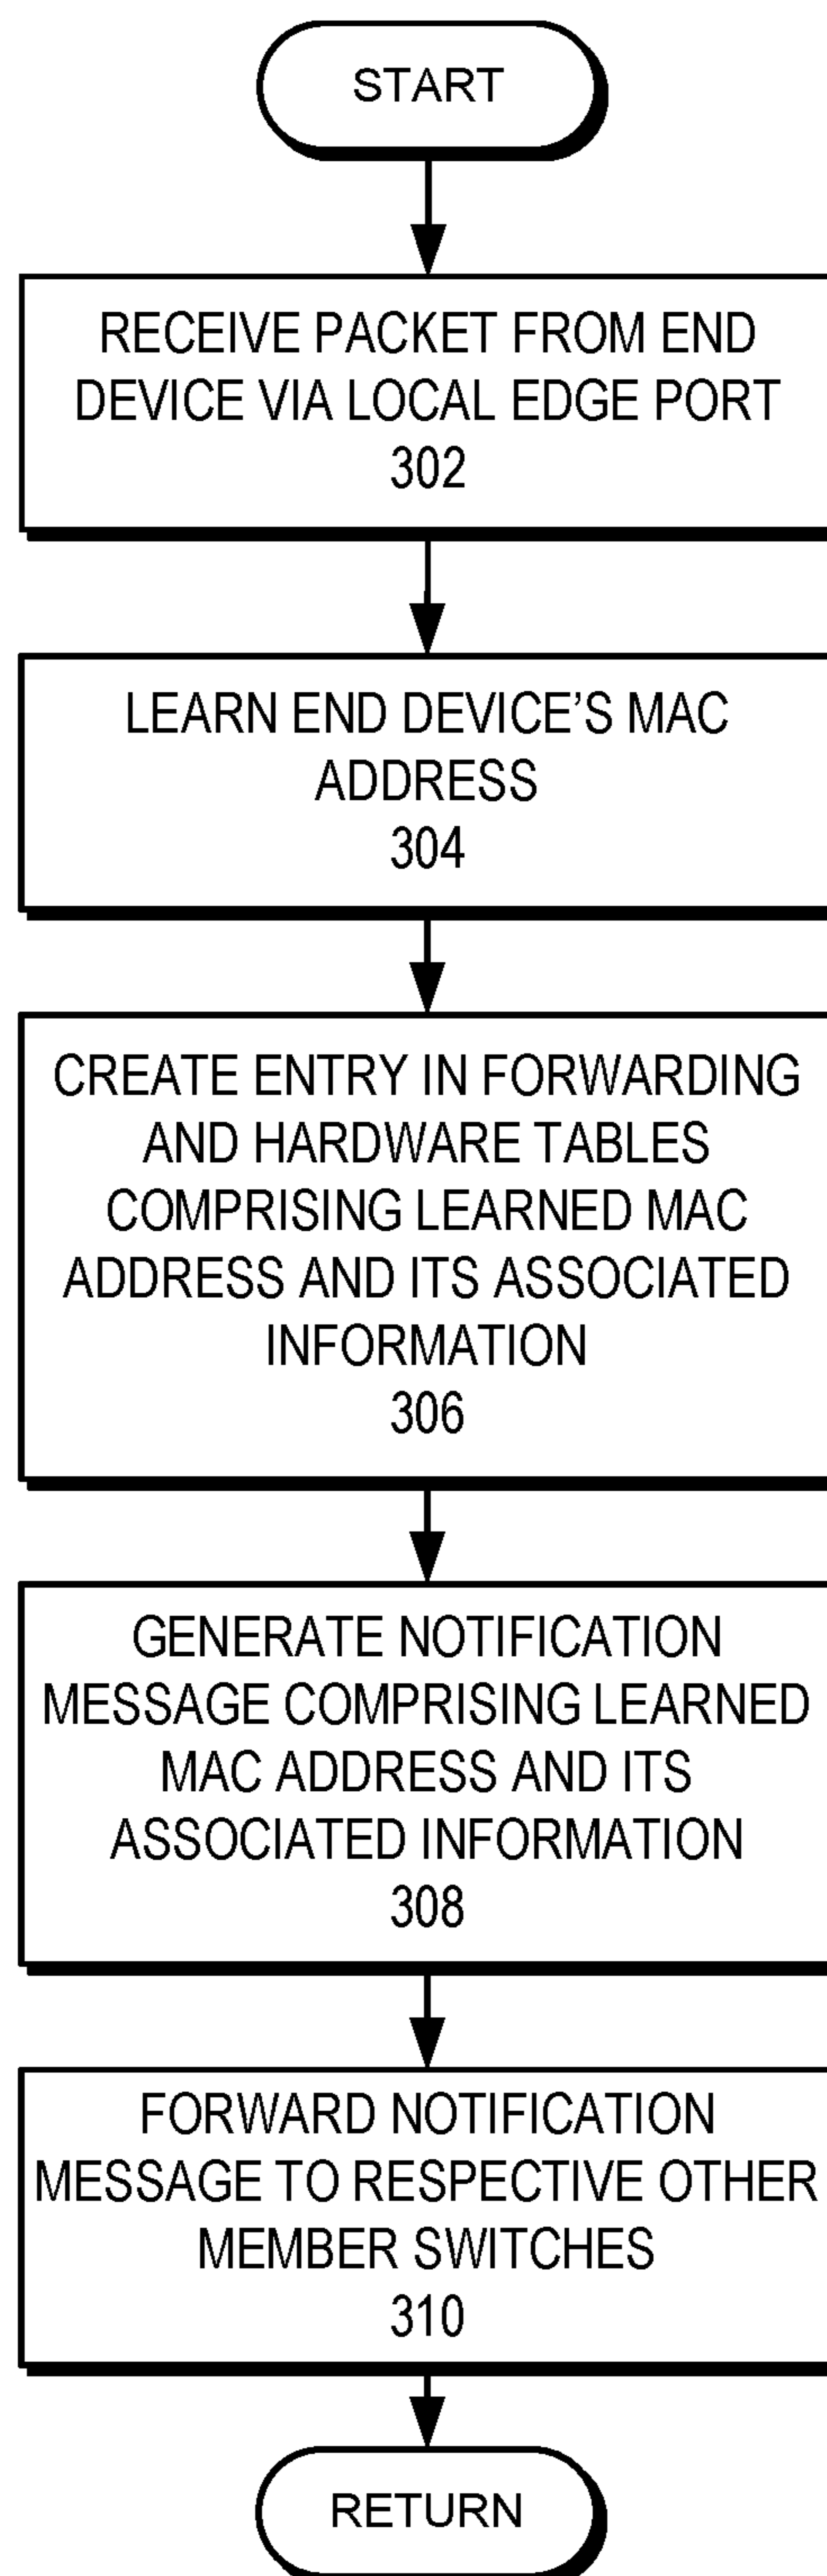 START
RECEIVE PACKET FROM END
DEVICE VIA LOCAL EDGE PORT
302
LEARN END DEVICE’S MAC
ADDRESS
304
CREATE ENTRY IN FORWARDING
AND HARDWARE TABLES
COMPRISING LEARNED MAC
ADDRESS AND ITS ASSOCIATED
INFORMATION
306
GENERATE NOTIFICATION
MESSAGE COMPRISING LEARNED
MAC ADDRESS AND ITS
ASSOCIATED INFORMATION
308
FORWARD NOTIFICATION
MESSAGE TO RESPECTIVE OTHER
MEMBER SWITCHES
310
RETURN